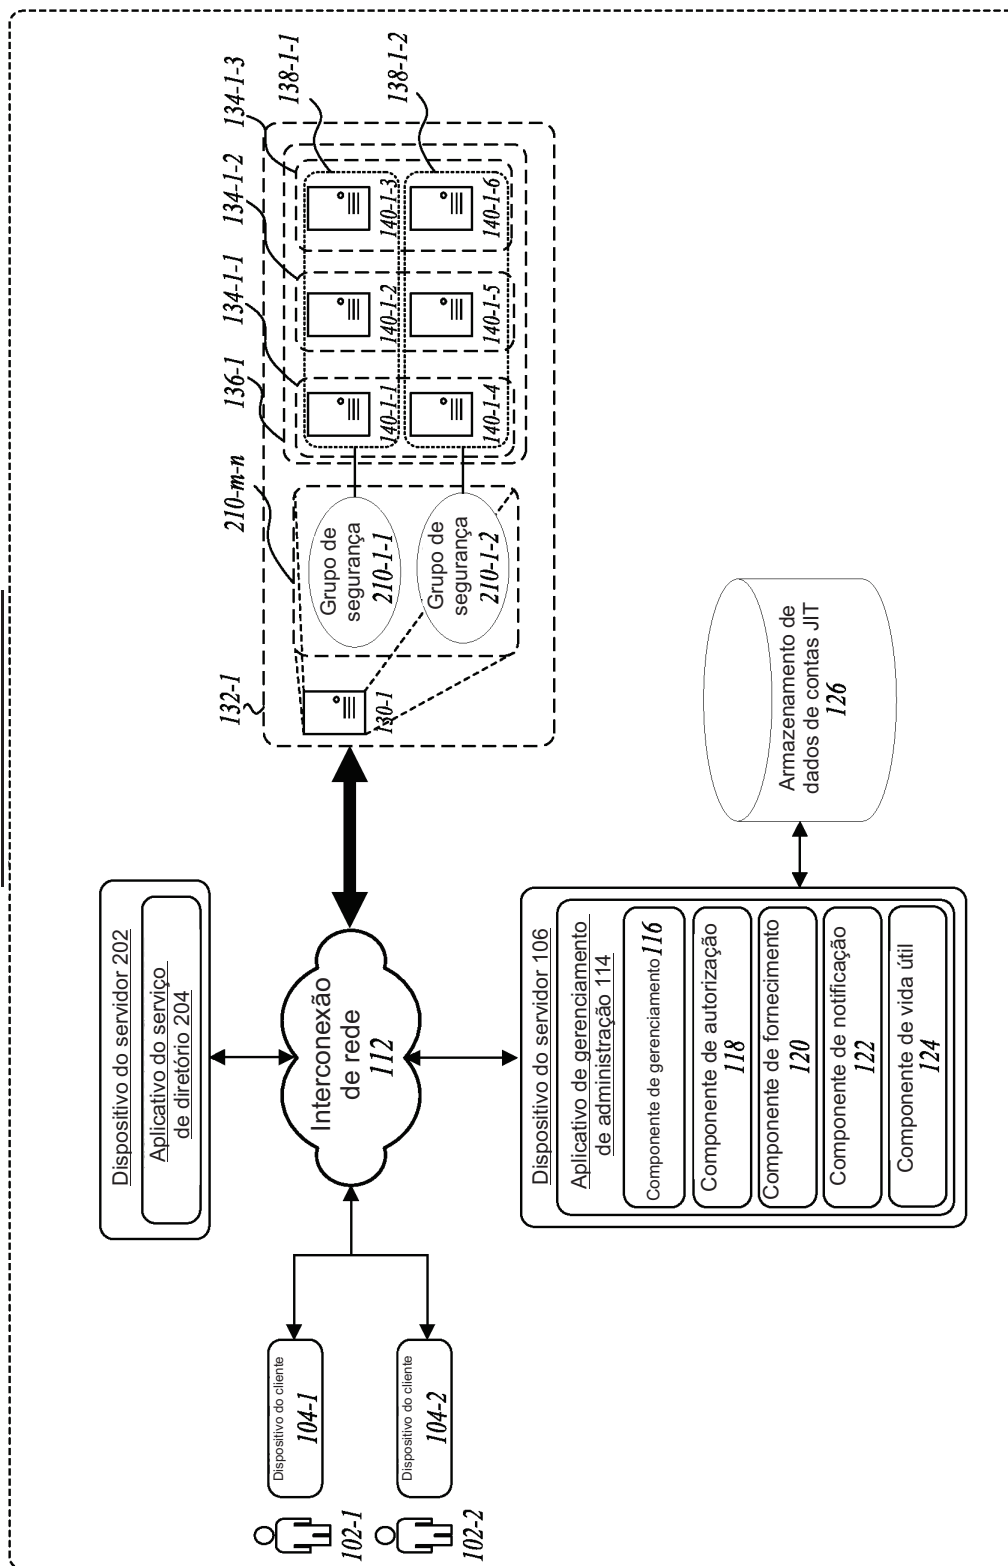 Dispositivo do servidor 202
Aplicativo do serviço
de diretório 204
102-1
Dispositivo do cliente
104-1
102-2
Dispositivo do cliente
104-2
Interconexão
de rede
112
132-1
130-1
210-m-n
Grupo de
segurança
210-1-1
Grupo de
segurança
210-1-2
136-1
134-1-1
134-1-2
134-1-3
138-1-1
138-1-2
140-1-1
140-1-2
140-1-3
140-1-4
140-1-5
140-1-6
Dispositivo do servidor 106
Aplicativo de gerenciamento
de administração 114
Componente de gerenciamento 116
Componente de autorização
118
Componente de fornecimento
120
Componente de notificação
122
Componente de vida útil
124
Armazenamento de
dados de contas JIT
126